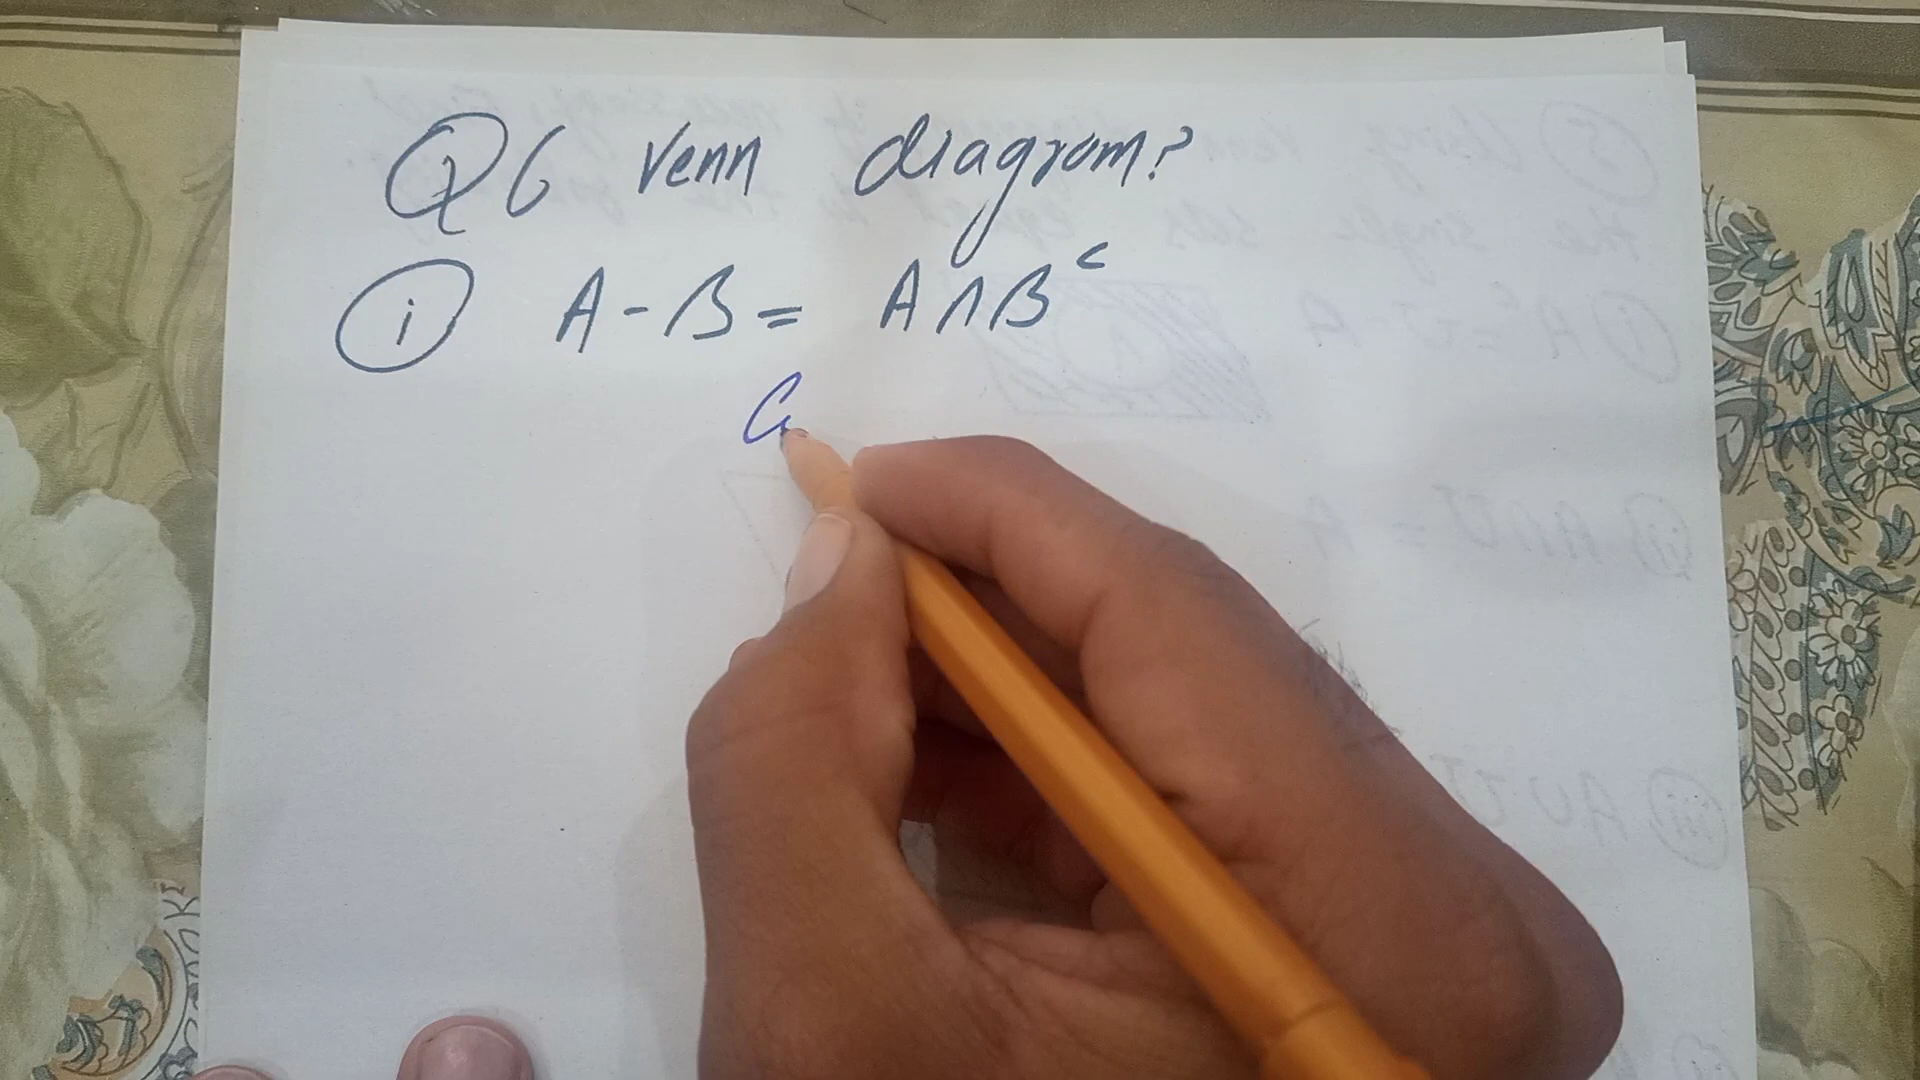 Q6 Venn diagram?
i A - B = A ∩ B^c
G